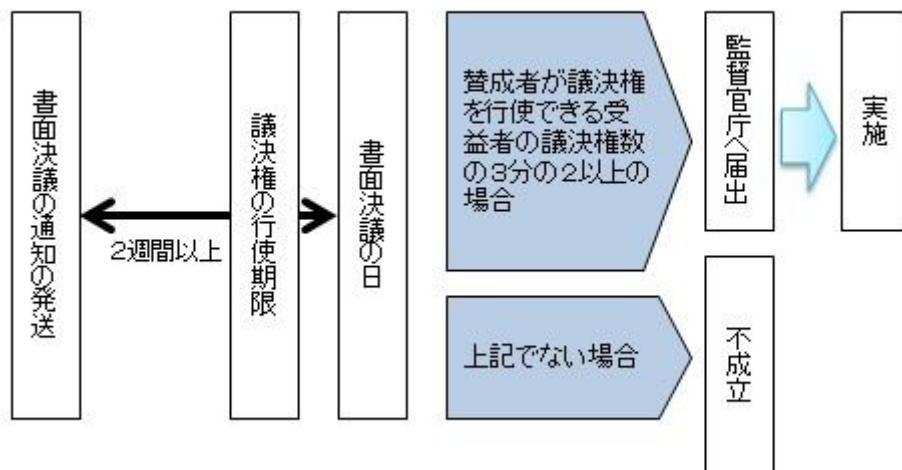 書面決議の通知の発送
2週間以上
議決権の行使期限
書面決議の日
賛成者が議決権
を行使できる受
益者の議決権数
の3分の2以上の
場合
監督官庁へ届出
実施
上記でない場合
不成立